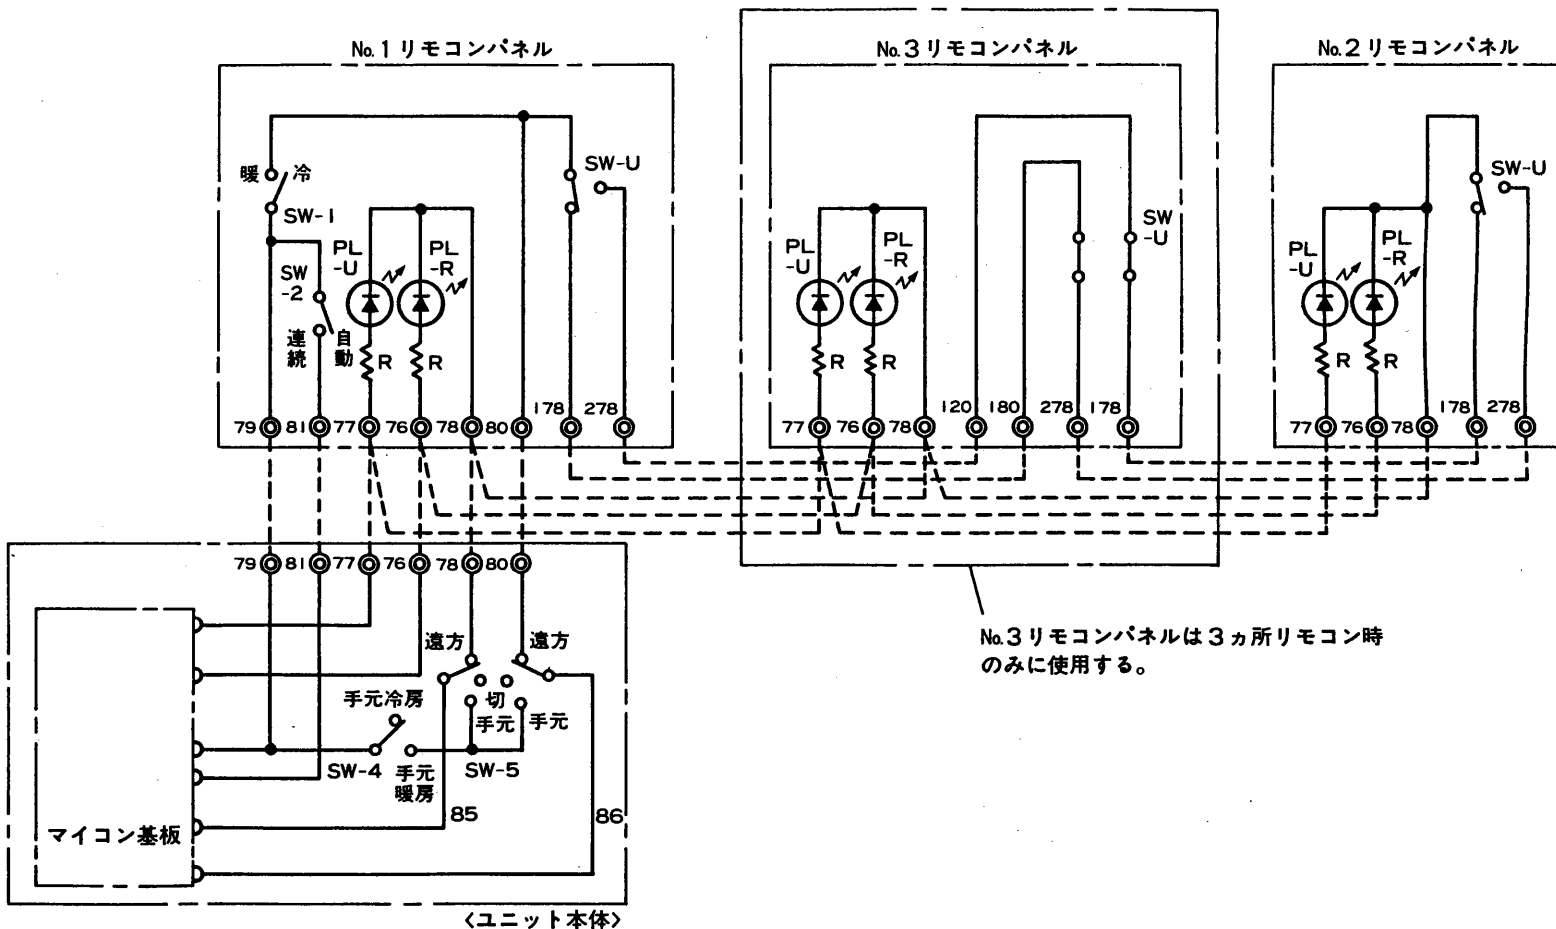 No.1リモコンパネル
No.3リモコンパネル
No.2リモコンパネル
暖 冷
SW-1
SW
-2
連続
自動
PL
-U
PL
-R
R
R
SW-U
79 81 77 76 78 80 178 278
PL
-U
PL
-R
R
R
SW
-U
77 76 78 120 180 278 178
PL
-U
PL
-R
R
R
SW-U
77 76 78 178 278
79 81 77 76 78 80
遠方
遠方
切
手元
手元
手元冷房
SW-4
手元
暖房
SW-5
85
86
マイコン基板
〈ユニット本体〉
No.3リモコンパネルは3ヵ所リモコン時
のみに使用する。